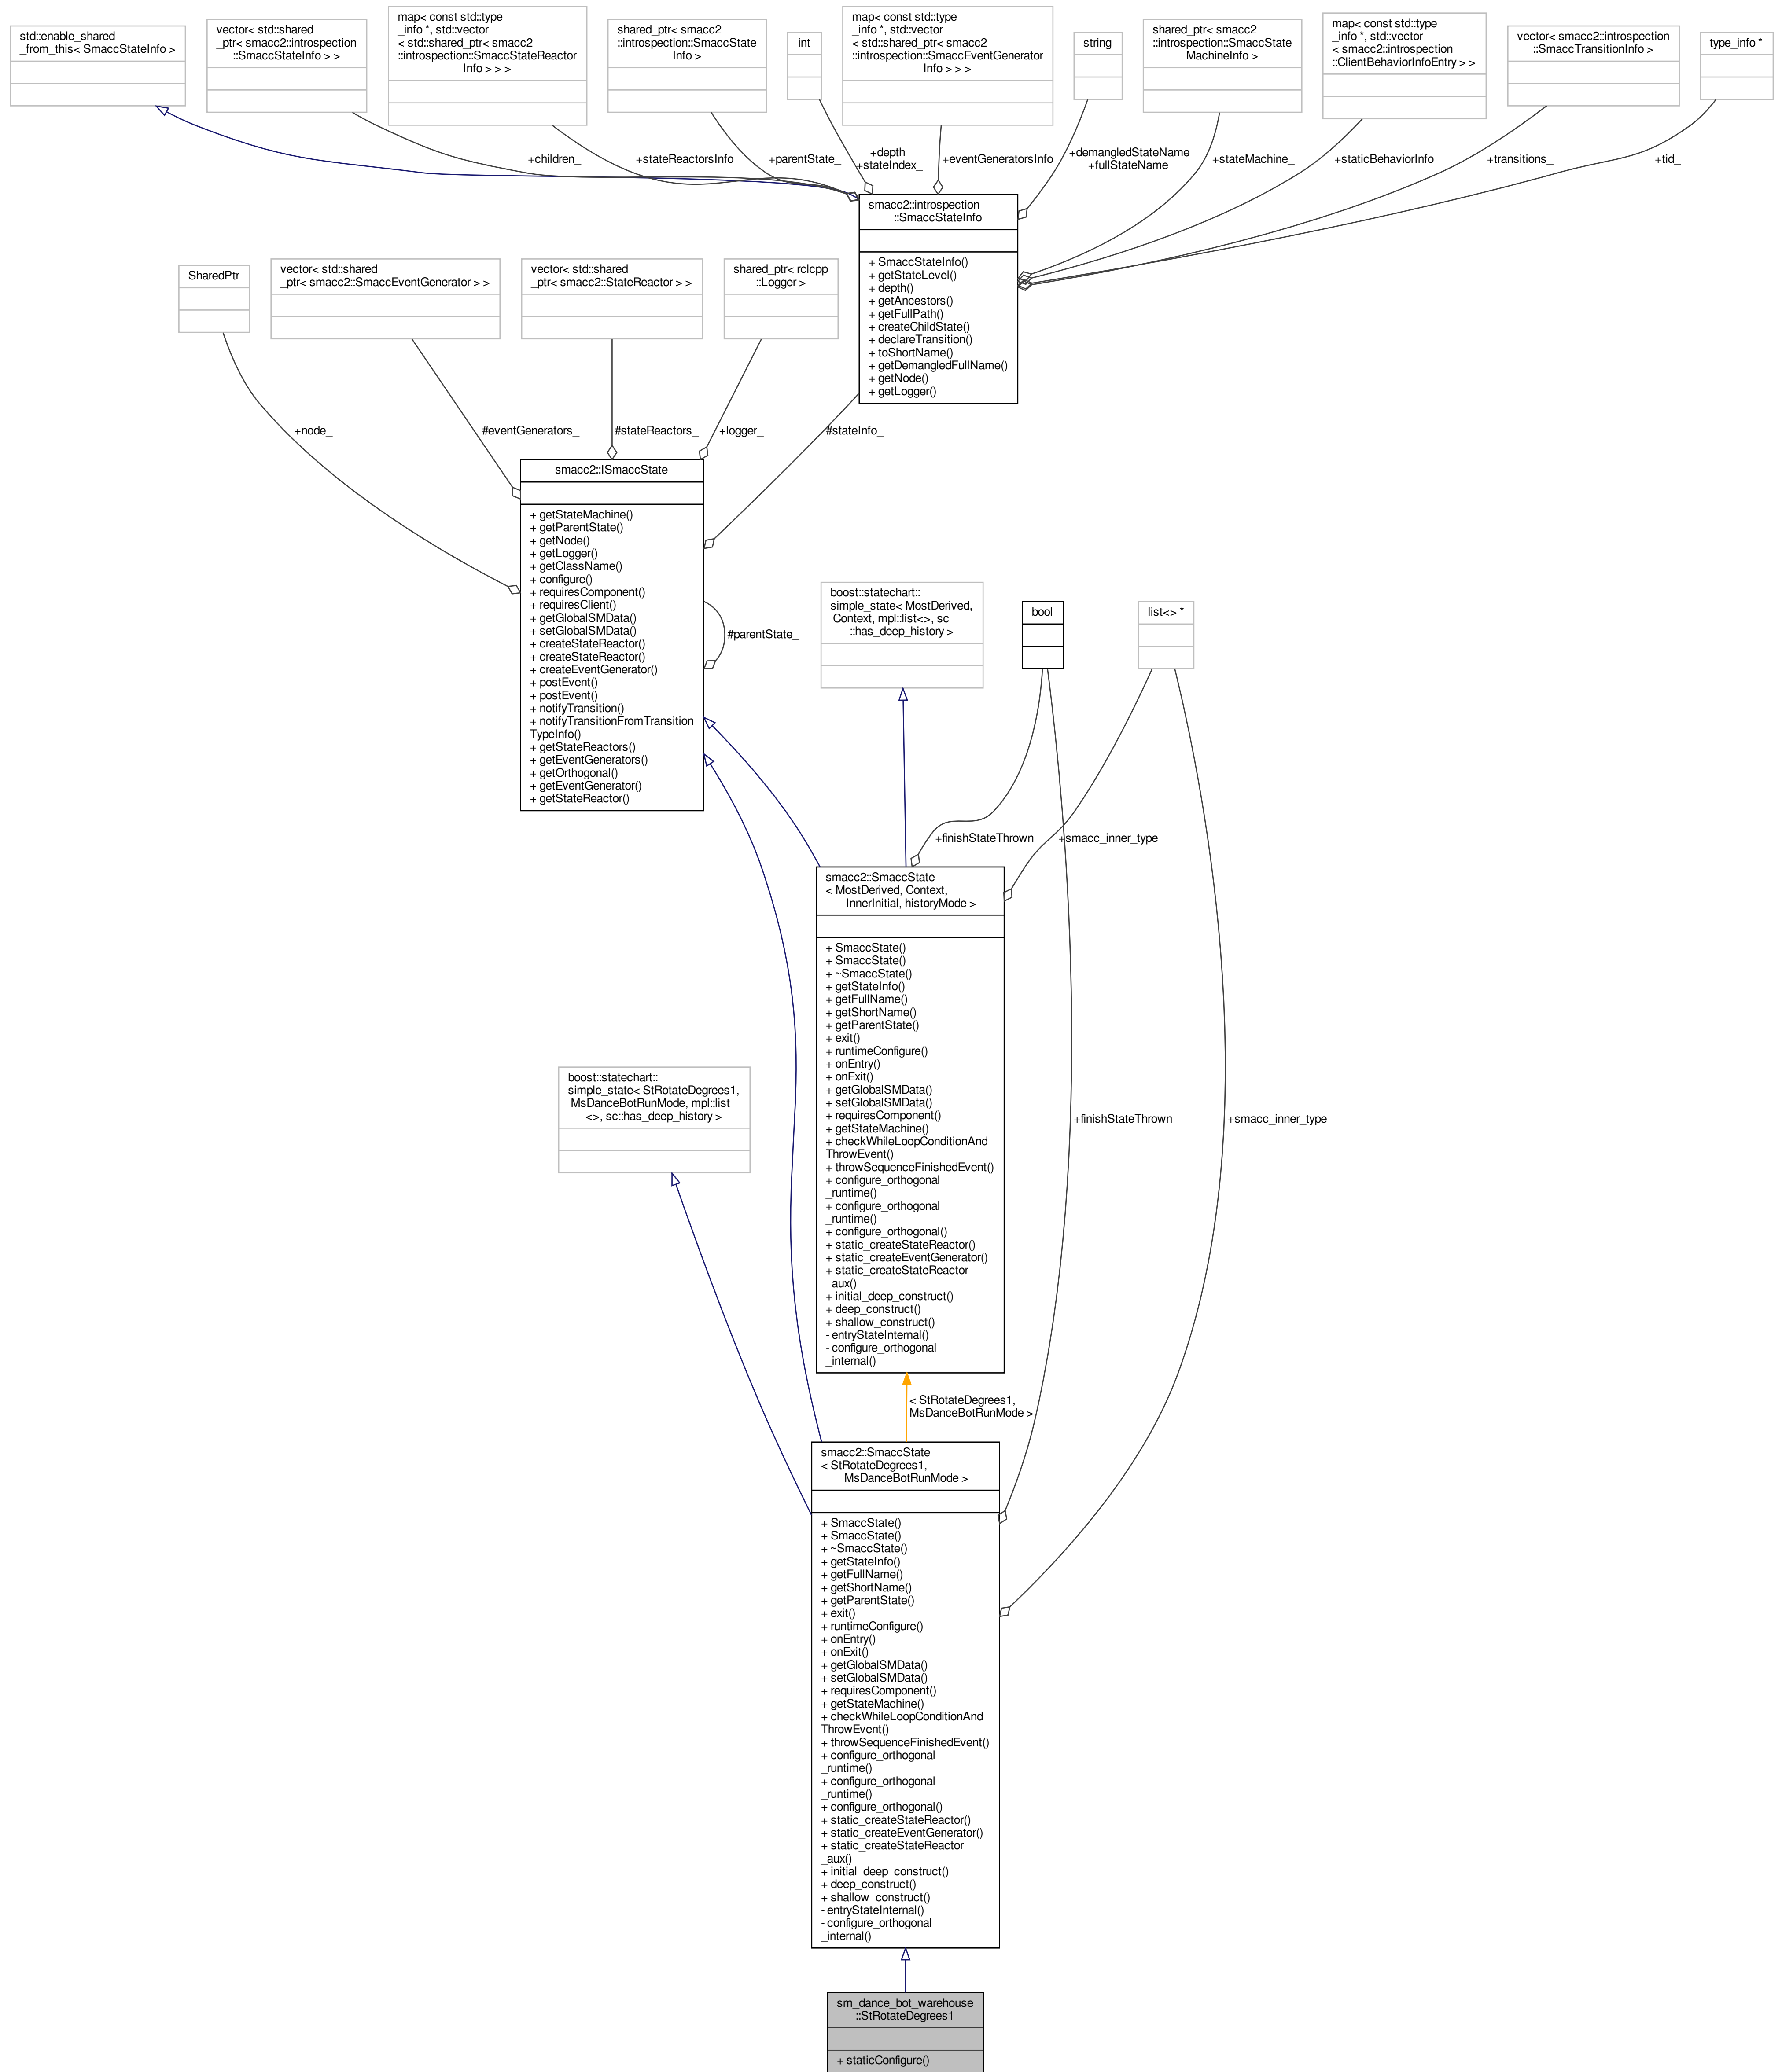 std::enable_shared
_from_this< SmaccStateInfo >
vector< std::shared
_ptr< smacc2::introspection
::SmaccStateInfo > >
map< const std::type
_info *, std::vector
< std::shared_ptr< smacc2
::introspection::SmaccStateReactor
Info > > >
shared_ptr< smacc2
::introspection::SmaccState
Info >
int
map< const std::type
_info *, std::vector
< std::shared_ptr< smacc2
::introspection::SmaccEventGenerator
Info > > >
string
shared_ptr< smacc2
::introspection::SmaccState
MachineInfo >
map< const std::type
_info *, std::vector
< smacc2::introspection
::ClientBehaviorInfoEntry > >
vector< smacc2::introspection
::SmaccTransitionInfo >
type_info *
+children_
+stateReactorsInfo
+parentState_
+depth_
+stateIndex_
+eventGeneratorsInfo
+demangledStateName
+fullStateName
+stateMachine_
+staticBehaviorInfo
+transitions_
+tid_
smacc2::introspection
::SmaccStateInfo
+ SmaccStateInfo()
+ getStateLevel()
+ depth()
+ getAncestors()
+ getFullPath()
+ createChildState()
+ declareTransition()
+ toShortName()
+ getDemangledFullName()
+ getNode()
+ getLogger()
SharedPtr
vector< std::shared
_ptr< smacc2::SmaccEventGenerator > >
vector< std::shared
_ptr< smacc2::StateReactor > >
shared_ptr< rclcpp
::Logger >
+node_
#eventGenerators_
#stateReactors_
+logger_
#stateInfo_
smacc2::ISmaccState
+ getStateMachine()
+ getParentState()
+ getNode()
+ getLogger()
+ getClassName()
+ configure()
+ requiresComponent()
+ requiresClient()
+ getGlobalSMData()
+ setGlobalSMData()
+ createStateReactor()
+ createStateReactor()
+ createEventGenerator()
+ postEvent()
+ postEvent()
+ notifyTransition()
+ notifyTransitionFromTransition
TypeInfo()
+ getStateReactors()
+ getEventGenerators()
+ getOrthogonal()
+ getEventGenerator()
+ getStateReactor()
#parentState_
boost::statechart::
simple_state< MostDerived,
Context, mpl::list<>, sc
::has_deep_history >
bool
list<> *
+finishStateThrown
+smacc_inner_type
smacc2::SmaccState
< MostDerived, Context,
InnerInitial, historyMode >
+ SmaccState()
+ SmaccState()
+ ~SmaccState()
+ getStateInfo()
+ getFullName()
+ getShortName()
+ getParentState()
+ exit()
+ runtimeConfigure()
+ onEntry()
+ onExit()
+ getGlobalSMData()
+ setGlobalSMData()
+ requiresComponent()
+ getStateMachine()
+ checkWhileLoopConditionAnd
ThrowEvent()
+ throwSequenceFinishedEvent()
+ configure_orthogonal
_runtime()
+ configure_orthogonal
_runtime()
+ configure_orthogonal()
+ static_createStateReactor()
+ static_createEventGenerator()
+ static_createStateReactor
_aux()
+ initial_deep_construct()
+ deep_construct()
+ shallow_construct()
- entryStateInternal()
- configure_orthogonal
_internal()
boost::statechart::
simple_state< StRotateDegrees1,
MsDanceBotRunMode, mpl::list
<>, sc::has_deep_history >
+finishStateThrown
+smacc_inner_type
< StRotateDegrees1,
MsDanceBotRunMode >
smacc2::SmaccState
< StRotateDegrees1,
MsDanceBotRunMode >
+ SmaccState()
+ SmaccState()
+ ~SmaccState()
+ getStateInfo()
+ getFullName()
+ getShortName()
+ getParentState()
+ exit()
+ runtimeConfigure()
+ onEntry()
+ onExit()
+ getGlobalSMData()
+ setGlobalSMData()
+ requiresComponent()
+ getStateMachine()
+ checkWhileLoopConditionAnd
ThrowEvent()
+ throwSequenceFinishedEvent()
+ configure_orthogonal
_runtime()
+ configure_orthogonal
_runtime()
+ configure_orthogonal()
+ static_createStateReactor()
+ static_createEventGenerator()
+ static_createStateReactor
_aux()
+ initial_deep_construct()
+ deep_construct()
+ shallow_construct()
- entryStateInternal()
- configure_orthogonal
_internal()
sm_dance_bot_warehouse
::StRotateDegrees1
+ staticConfigure()